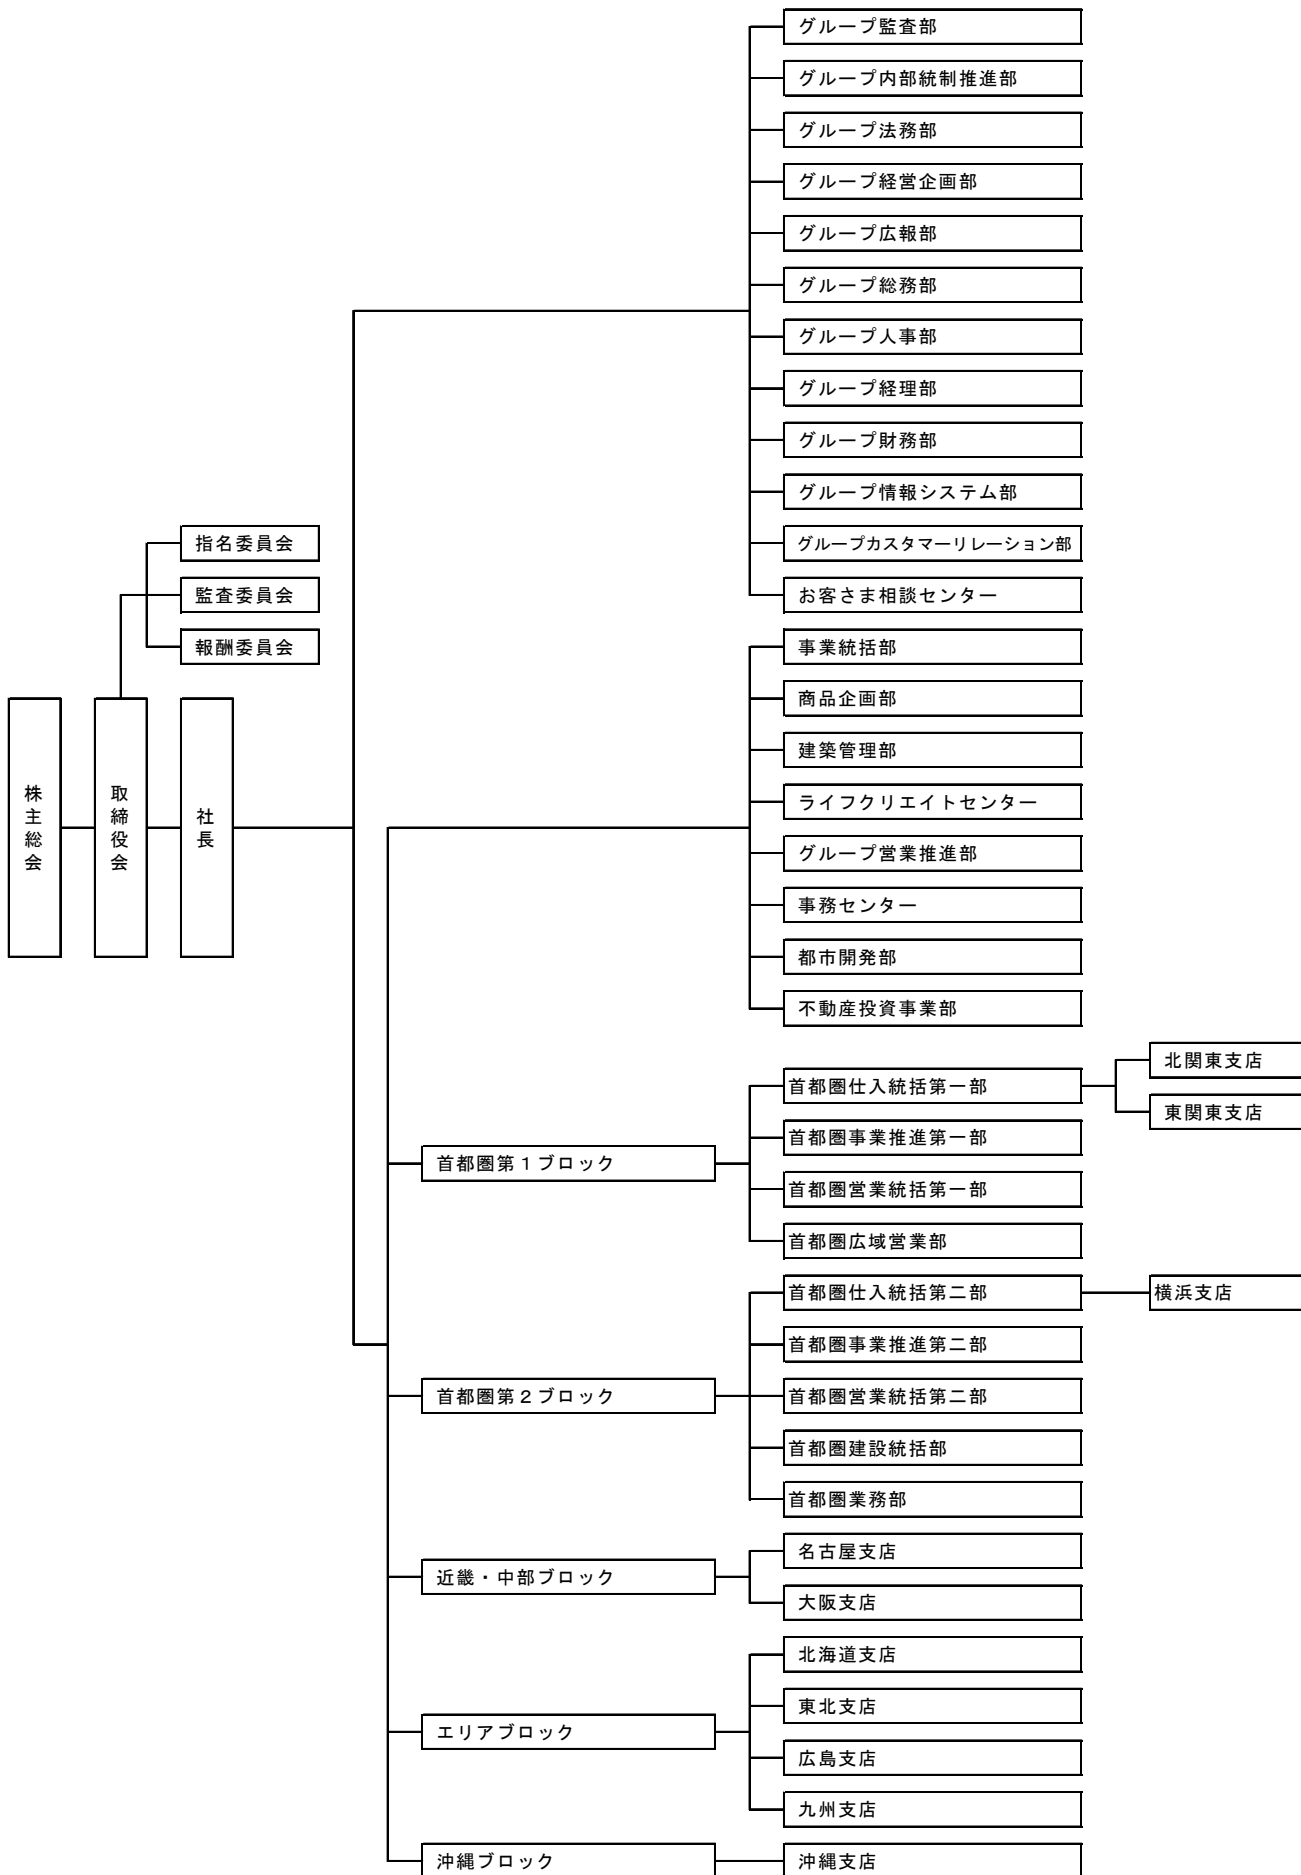 グループ監査部
グループ内部統制推進部
グループ法務部
グループ経営企画部
グループ広報部
グループ総務部
グループ人事部
グループ経理部
グループ財務部
グループ情報システム部
指名委員会
グループカスタマーリレーション部
監査委員会
お客さま相談センター
報酬委員会
事業統括部
商品企画部
建築管理部
株主総会
取締役会
社長
ライフクリエイトセンター
グループ営業推進部
事務センター
都市開発部
不動産投資事業部
首都圏第1ブロック
首都圏仕入統括第一部
北関東支店
東関東支店
首都圏事業推進第一部
首都圏営業統括第一部
首都圏広域営業部
首都圏第2ブロック
首都圏仕入統括第二部
横浜支店
首都圏事業推進第二部
首都圏営業統括第二部
首都圏建設統括部
首都圏業務部
近畿・中部ブロック
名古屋支店
大阪支店
エリアブロック
北海道支店
東北支店
広島支店
九州支店
沖縄ブロック
沖縄支店